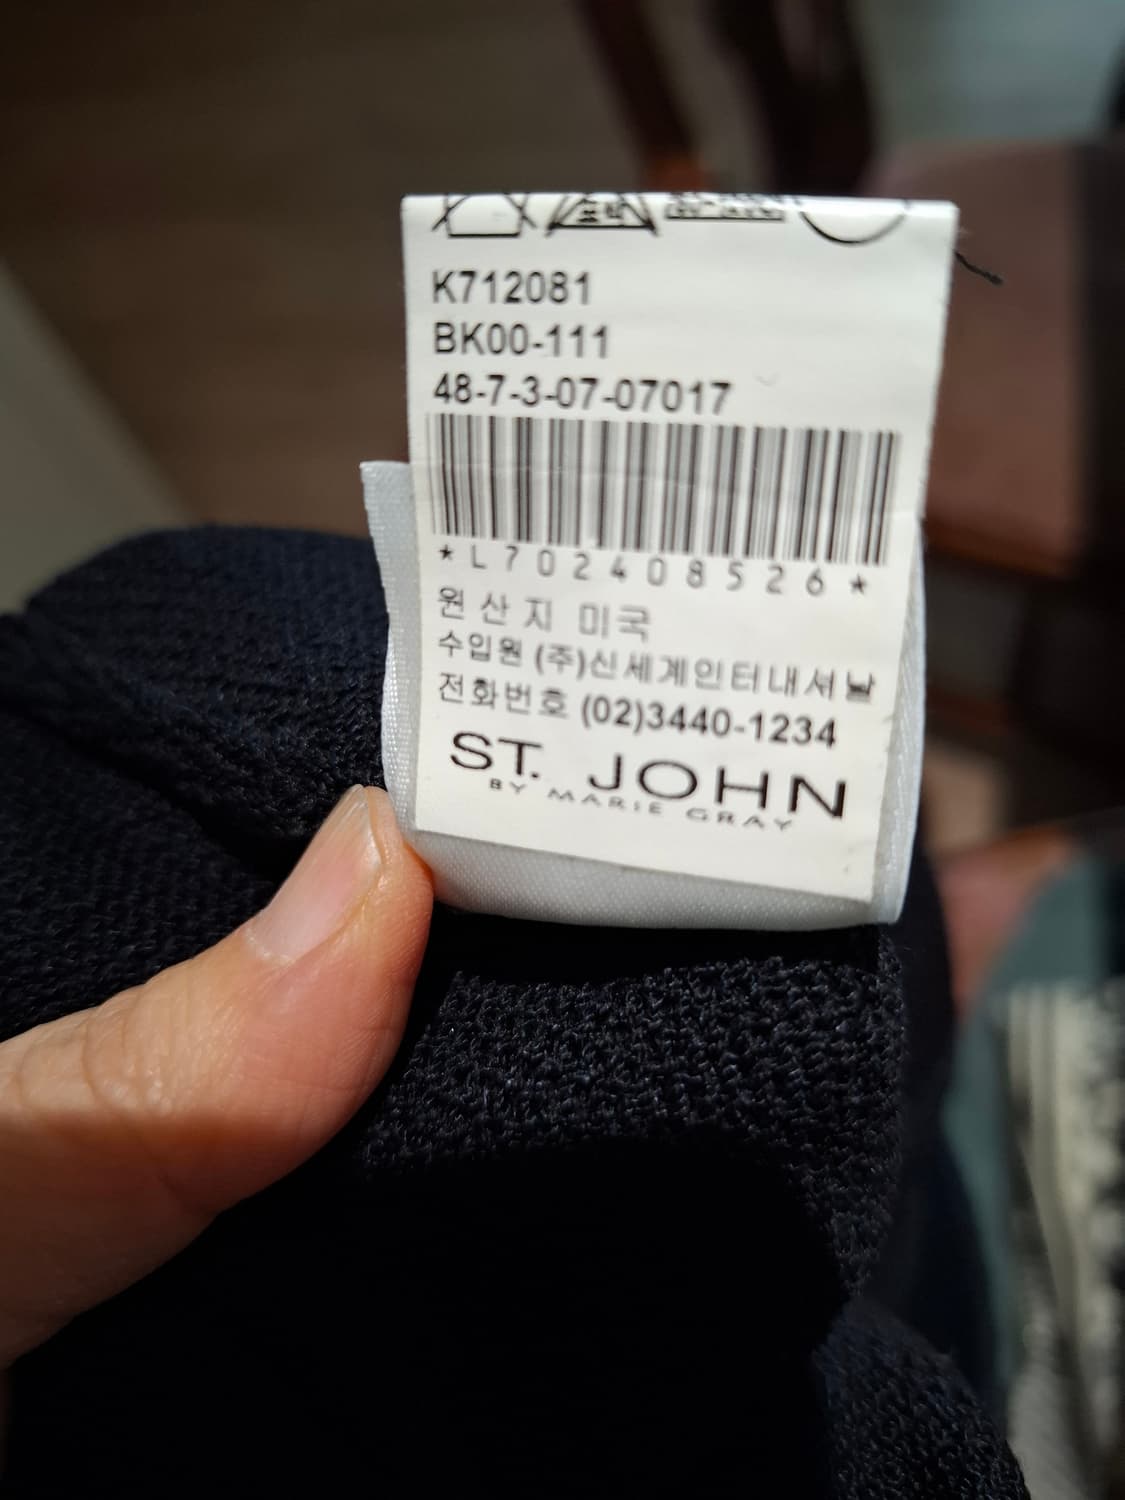 K712081
BK00-111
48-7-3-07-07017
*L702408526*
원산지 미국
수입원 (주)신세계인터내셔날
전화번호 (02)3440-1234
ST. JOHN
BY MARIE GRAY